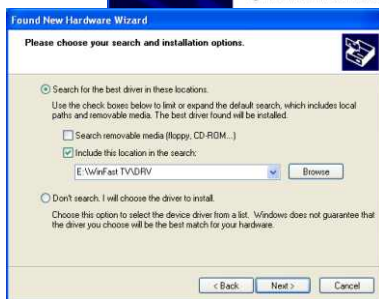 Found New Hardware Wizard
Please choose your search and installation options.
Search for the best driver in these locations.
Use the check boxes below to limit or expand the default search, which includes local
paths and removable media. The best driver found will be installed.
Search removable media (floppy, CD-ROM...)
Include this location in the search:
E:\WinFast TV\DRV
Browse
Don't search. I will choose the driver to install.
Choose this option to select the device driver from a list. Windows does not guarantee that
the driver you choose will be the best match for your hardware.
< Back
Next >
Cancel